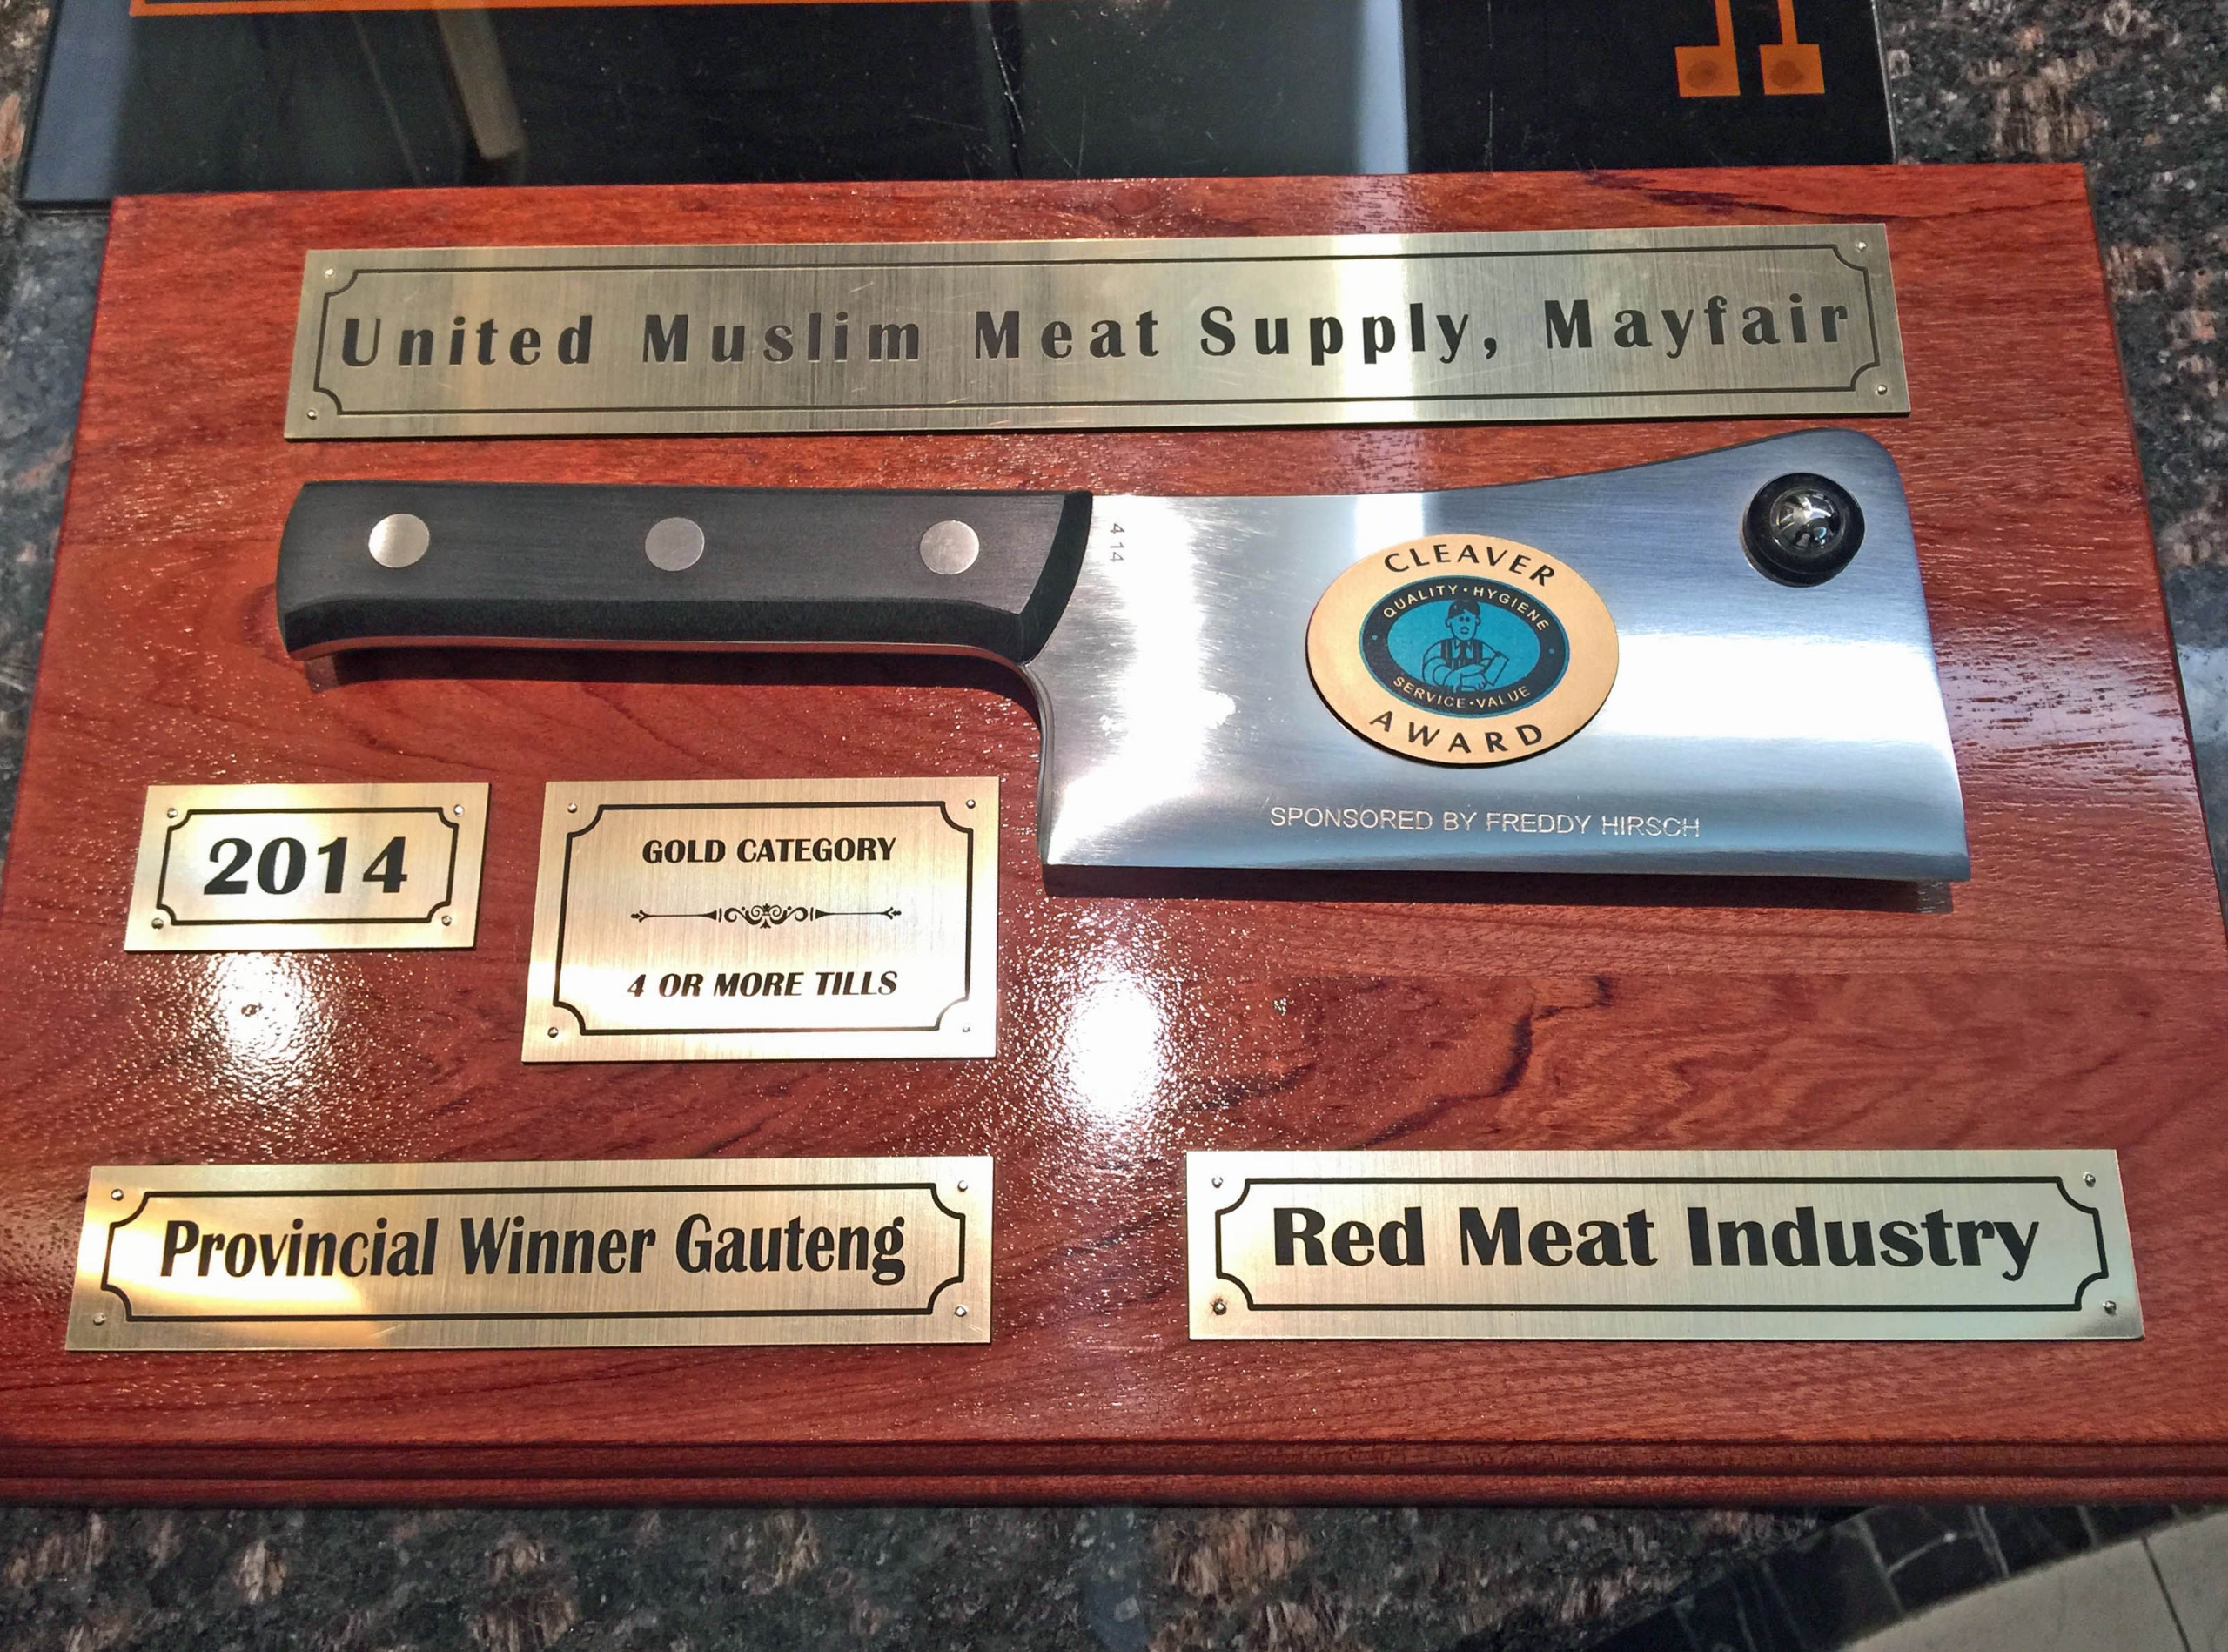 United Muslim Meat Supply, Mayfair
414
CLEAVER
QUALITY · HYGIENE
SERVICE · VALUE
AWARD
SPONSORED BY FREDDY HIRSCH
2014
GOLD CATEGORY
4 OR MORE TILLS
Provincial Winner Gauteng
Red Meat Industry